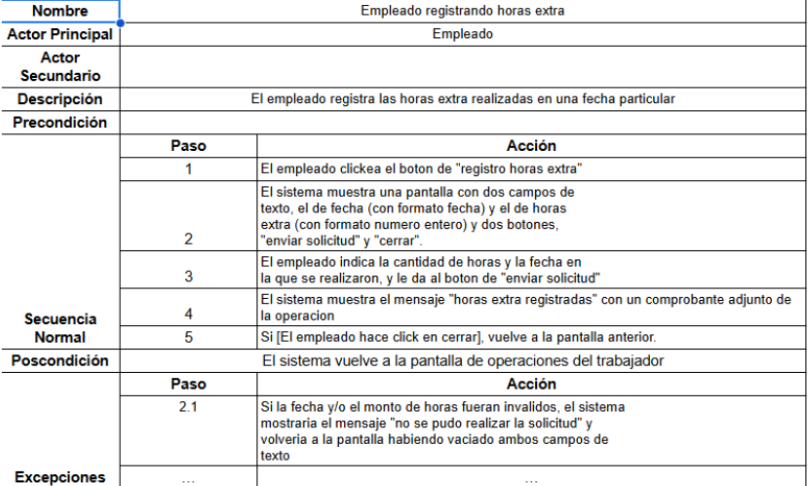 Nombre
Empleado registrando horas extra
Actor Principal
Empleado
Actor
Secundario
Descripción
El empleado registra las horas extra realizadas en una fecha particular
Precondición
Paso
Acción
1
El empleado clickea el boton de "registro horas extra"
2
El sistema muestra una pantalla con dos campos de
texto, el de fecha (con formato fecha) y el de horas
extra (con formato numero entero) y dos botones,
"enviar solicitud" y "cerrar".
3
El empleado indica la cantidad de horas y la fecha en
la que se realizaron, y le da al boton de "enviar solicitud"
4
El sistema muestra el mensaje "horas extra registradas" con un comprobante adjunto de
la operacion
Secuencia
Normal
5
Si [El empleado hace click en cerrar], vuelve a la pantalla anterior.
Poscondición
El sistema vuelve a la pantalla de operaciones del trabajador
Paso
Acción
2.1
Si la fecha y/o el monto de horas fueran invalidos, el sistema
mostraria el mensaje "no se pudo realizar la solicitud" y
volveria a la pantalla habiendo vaciado ambos campos de
texto
Excepciones
...
...